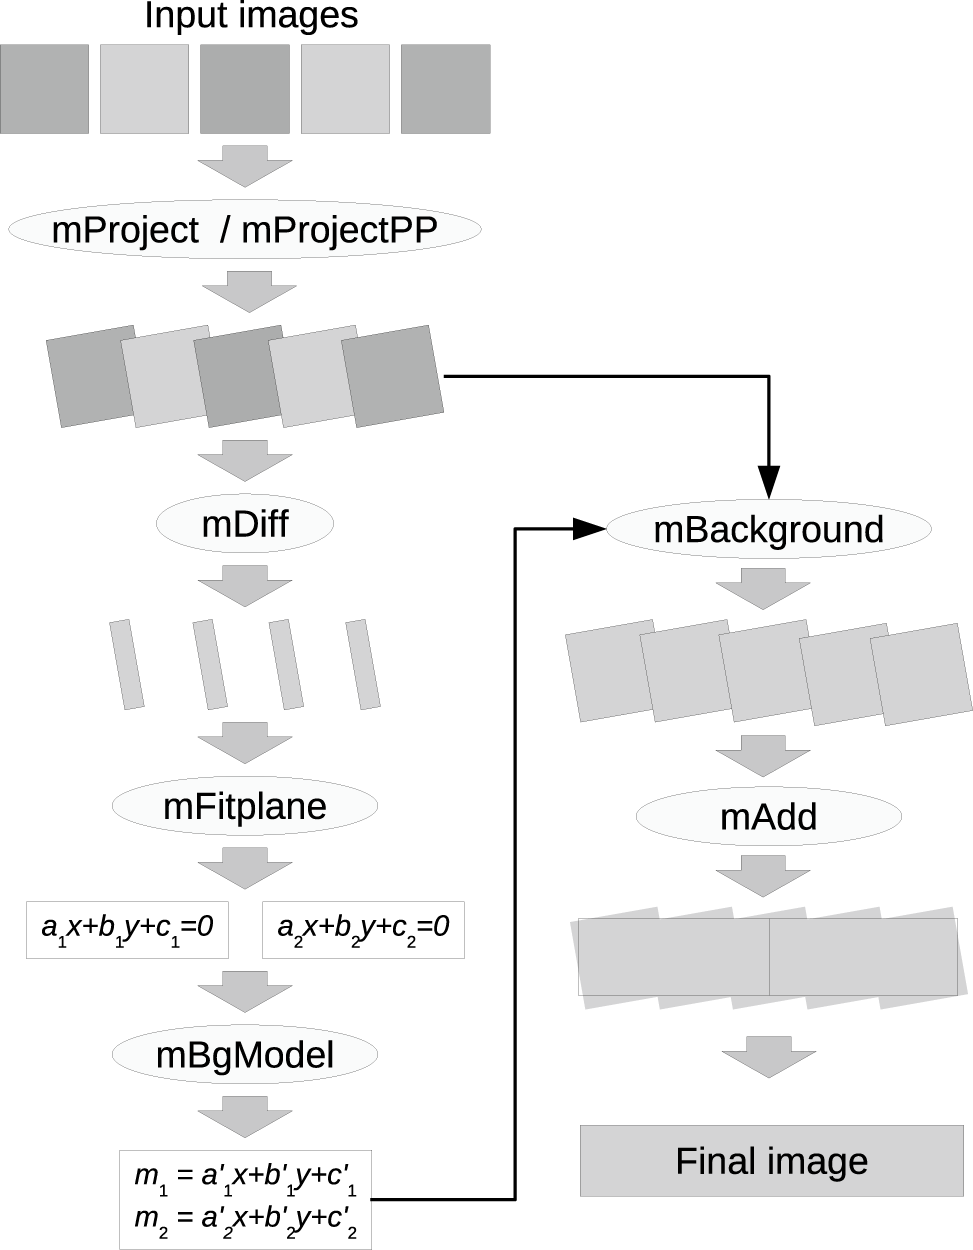 Input images
mProject / mProjectPP
mDiff
mFitplane
a₁x+b₁y+c₁=0
a₂x+b₂y+c₂=0
mBgModel
m₁ = a'₁x+b'₁y+c'₁
m₂ = a'₂x+b'₂y+c'₂
mBackground
mAdd
Final image